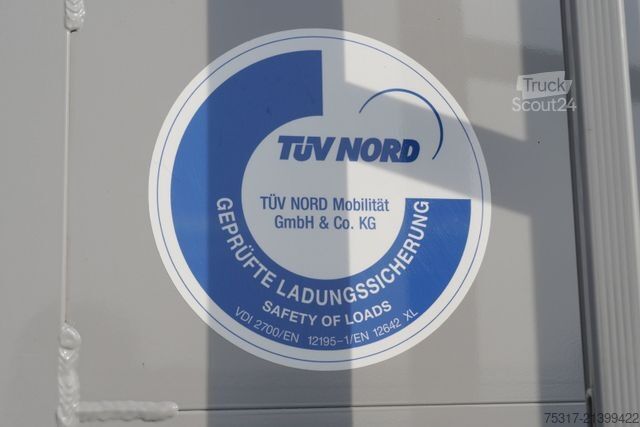 Truck
Scout24
TÜV NORD
TÜV NORD Mobilität
GmbH & Co. KG
GEPRÜFTE LADUNGSSICHERUNG
SAFETY OF LOADS
VDI 2700/EN 12195-1/EN 12642 XL
75317-21399422